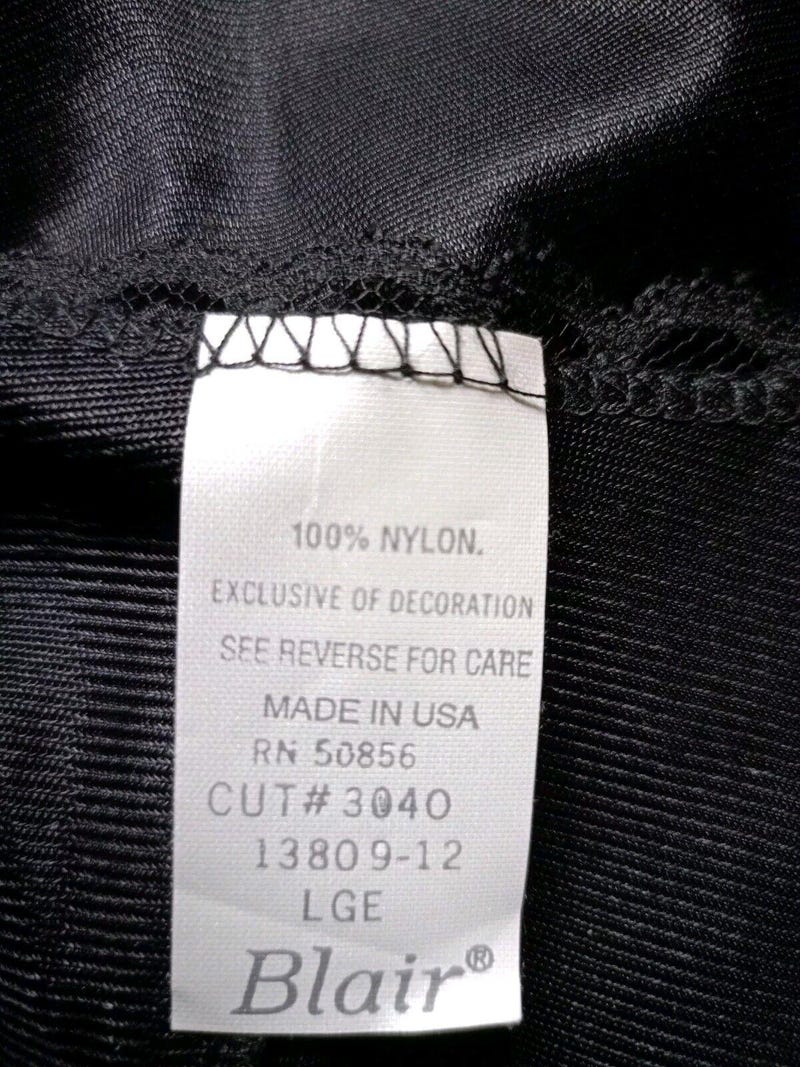 100% NYLON.
EXCLUSIVE OF DECORATION
SEE REVERSE FOR CARE
MADE IN USA
RN 50856
CUT# 3040
13809-12
LGE
Blair®